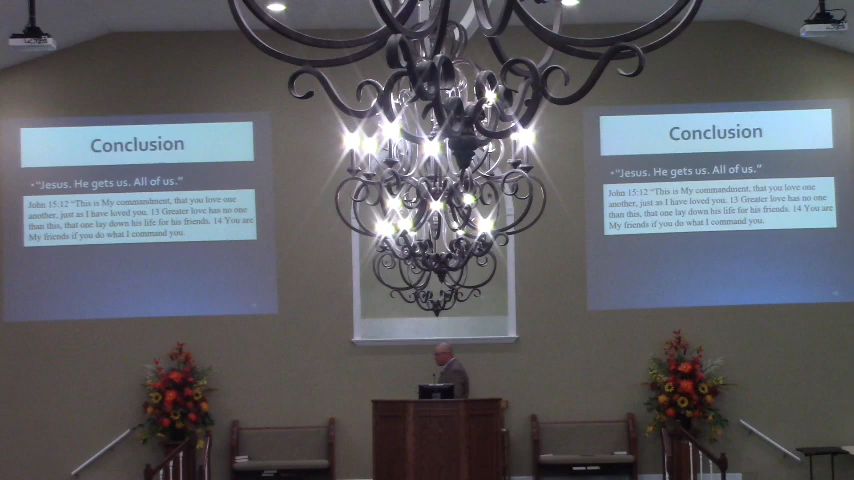 Conclusion
• "Jesus. He gets us. All of us."
John 15:12 "This is My commandment, that you love one
another, just as I have loved you. 13 Greater love has no one
than this, that one lay down his life for his friends. 14 You are
My friends if you do what I command you.
Conclusion
• "Jesus. He gets us. All of us."
John 15:12 "This is My commandment, that you love one
another, just as I have loved you. 13 Greater love has no one
than this, that one lay down his life for his friends. 14 You are
My friends if you do what I command you.